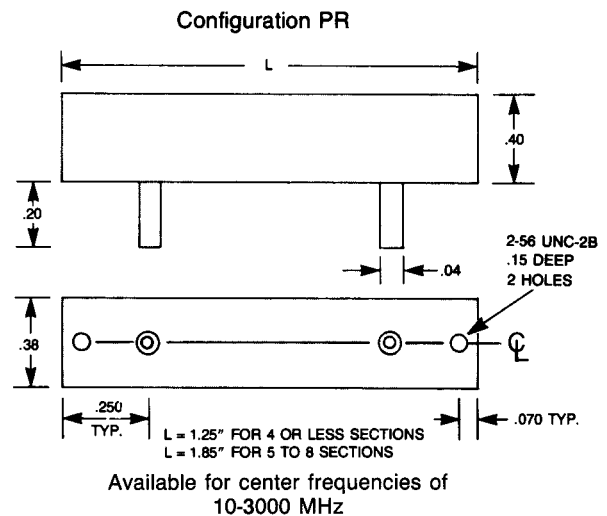 Configuration PR
L
.40
.20
2-56 UNC-2B
.15 DEEP
2 HOLES
.04
.38
℄
.250
TYP.
.070 TYP.
L = 1.25" FOR 4 OR LESS SECTIONS
L = 1.85" FOR 5 TO 8 SECTIONS
Available for center frequencies of
10-3000 MHz